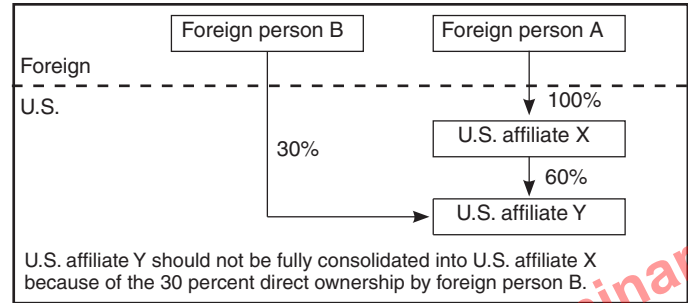 Foreign person B
Foreign person A
Foreign
U.S.
100%
U.S. affiliate X
30%
60%
U.S. affiliate Y
U.S. affiliate Y should not be fully consolidated into U.S. affiliate X
because of the 30 percent direct ownership by foreign person B.